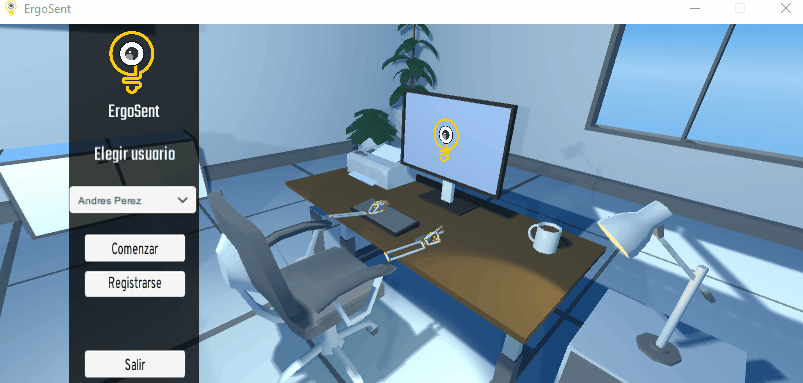 ErgoSent
ErgoSent
Elegir usuario
Andres Perez
Comenzar
Registrarse
Salir